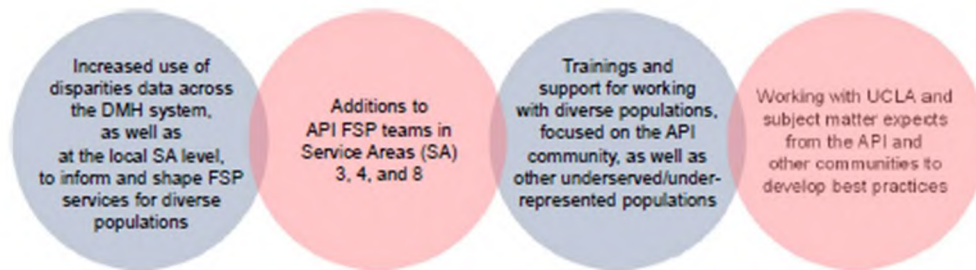 Increased use of
disparities data across
the DMH system,
as well as
at the local SA level,
to inform and shape FSP
services for diverse
populations
Additions to
API FSP teams in
Service Areas (SA)
3, 4, and 8
Trainings and
support for working
with diverse populations,
focused on the API
community, as well as
other underserved/under-
represented populations
Working with UCLA and
subject matter expects
from the API and
other communities to
develop best practices